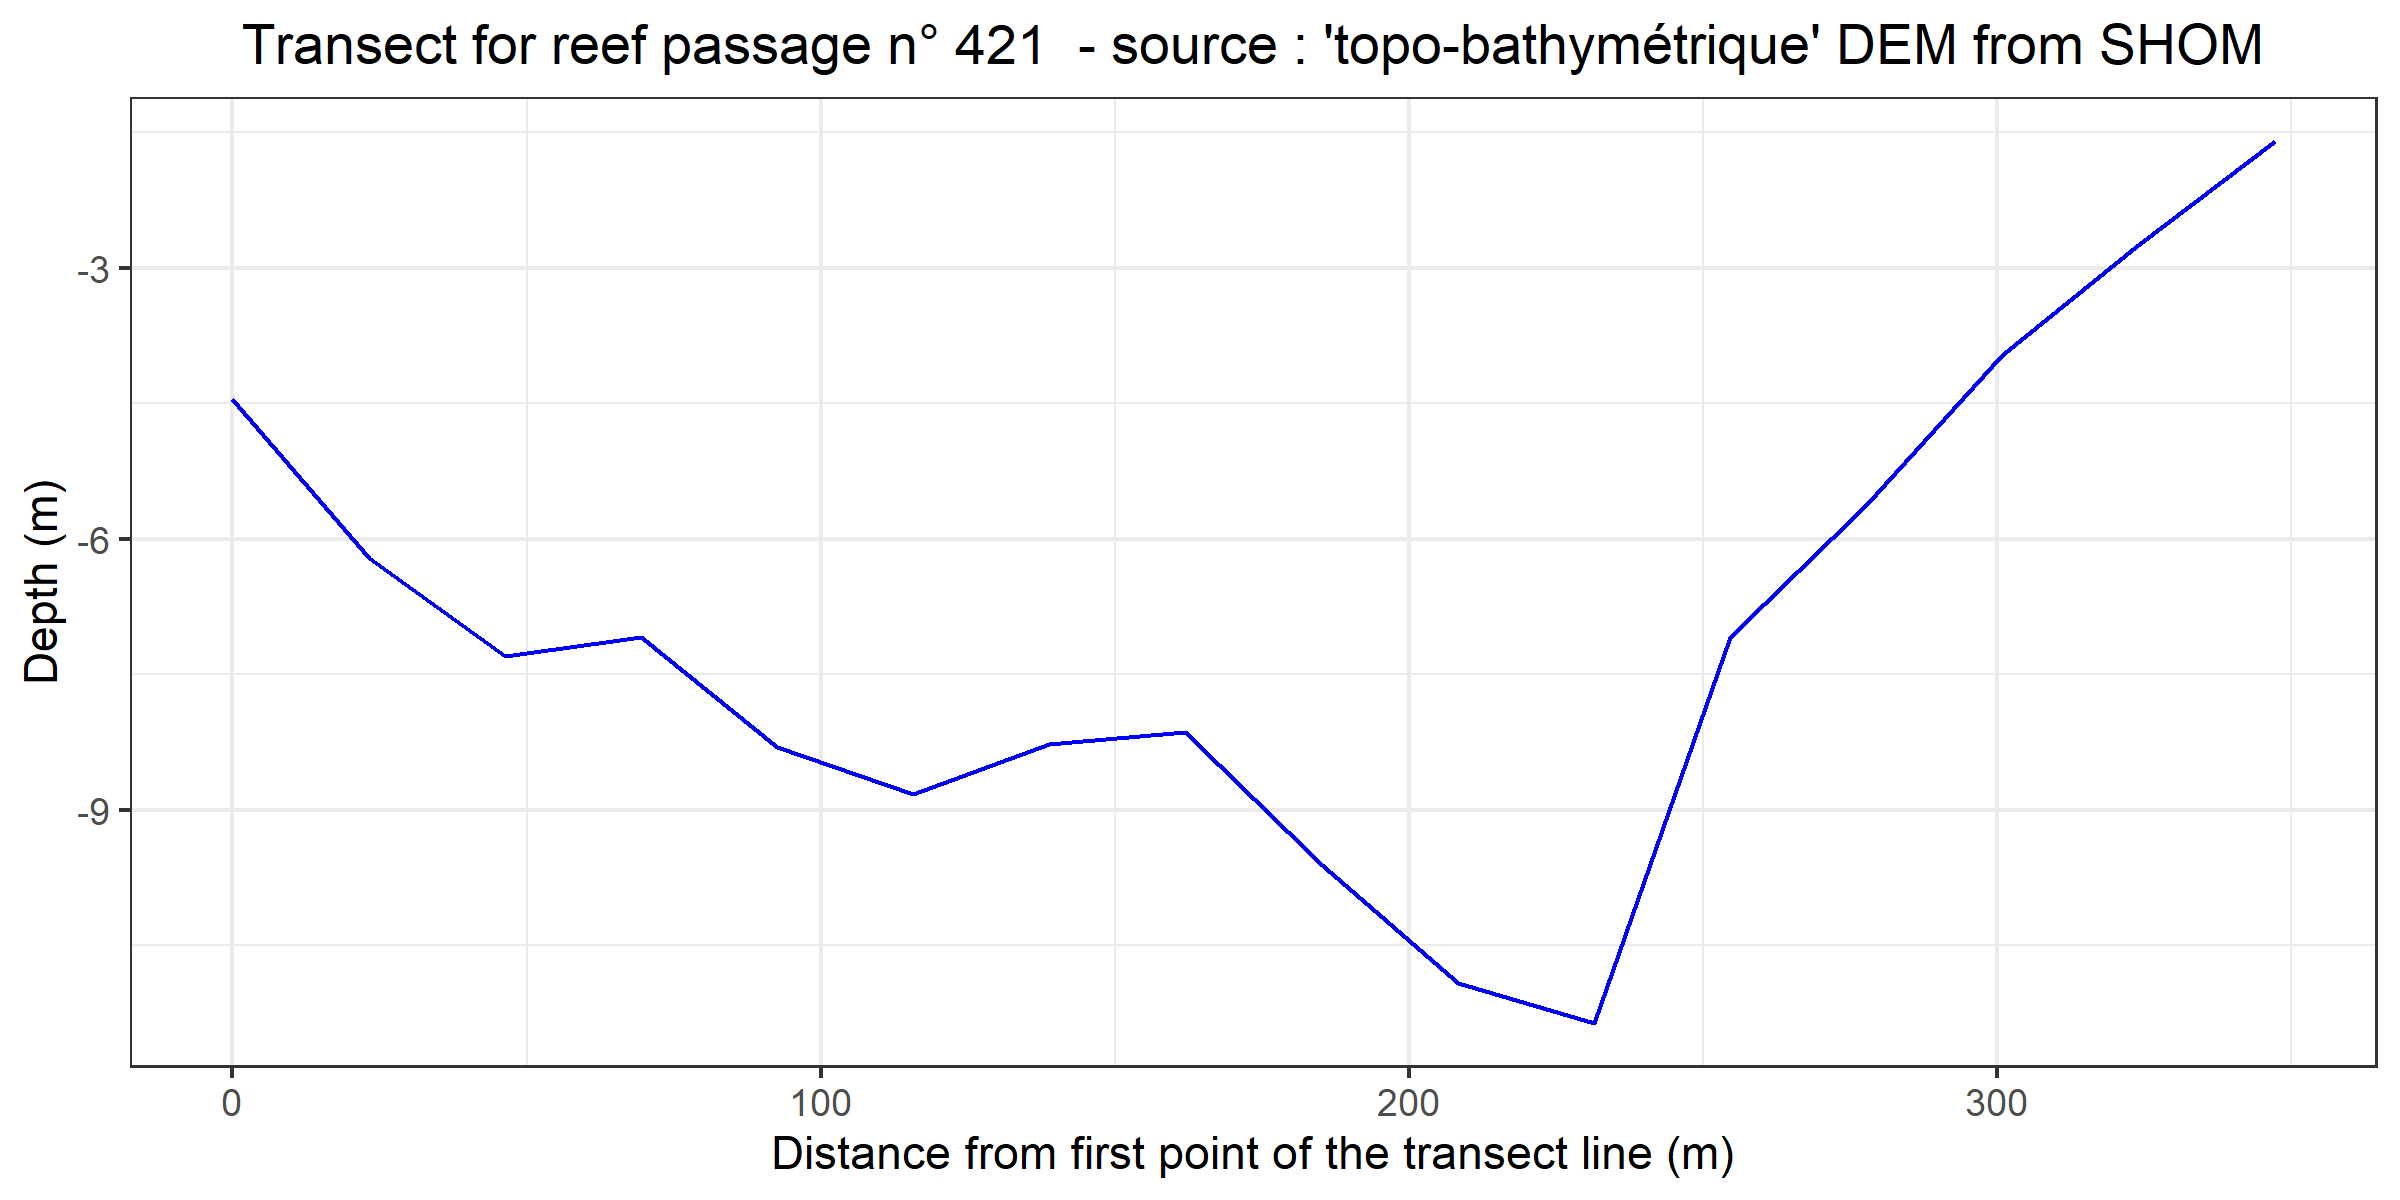 Transect for reef passage n° 421  - source : 'topo-bathymétrique' DEM from SHOM
Depth (m)
-3
-6
-9
0 100 200 300
Distance from first point of the transect line (m)